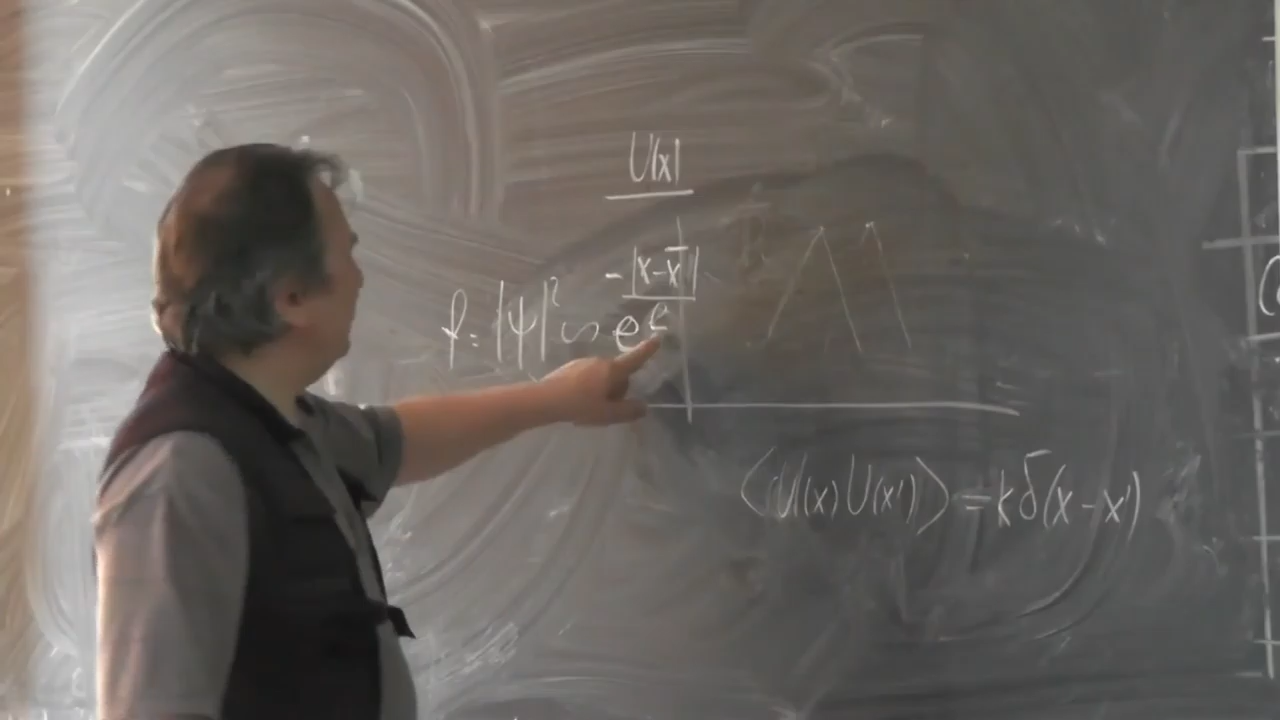 U(x)
ρ = |ψ|² ∼ e^{-|x-x̄|/ℓ}
⟨U(x) U(x')⟩ = kδ(x-x')